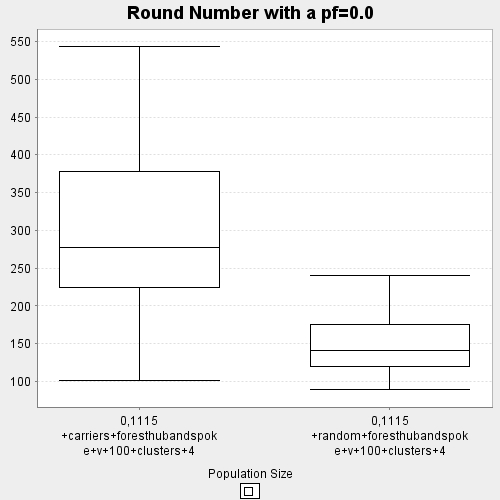 Round Number with a pf=0.0
550
500
450
400
350
300
250
200
150
100
0,1115
+carriers+foresthubandspok
e+v+100+clusters+4
0,1115
+random+foresthubandspok
e+v+100+clusters+4
Population Size